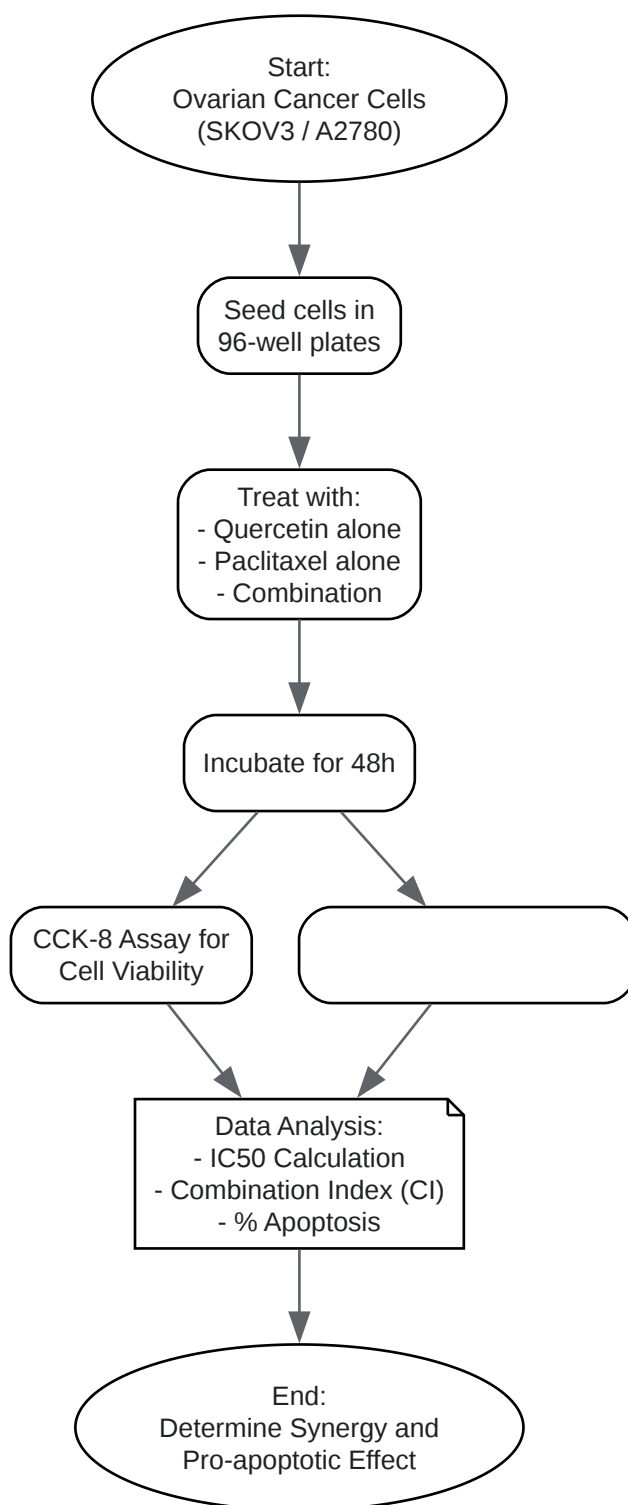 Start:
Ovarian Cancer Cells
(SKOV3 / A2780)
Seed cells in
96-well plates
Treat with:
- Quercetin alone
- Paclitaxel alone
- Combination
Incubate for 48h
CCK-8 Assay for
Cell Viability
Data Analysis:
- IC50 Calculation
- Combination Index (CI)
- % Apoptosis
End:
Determine Synergy and
Pro-apoptotic Effect